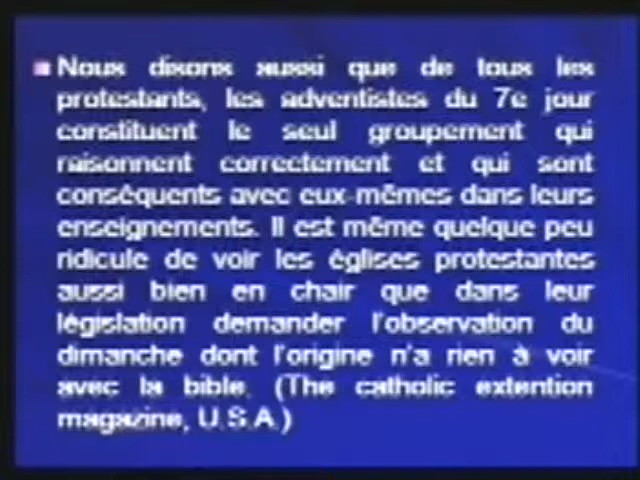 Nous disons aussi que de tous les
protestants, les adventistes du 7e jour
constituent le seul groupement qui
raisonnent correctement et qui sont
conséquents avec eux-mêmes dans leurs
enseignements. Il est même quelque peu
ridicule de voir les églises protestantes
aussi bien en chair que dans leur
législation demander l'observation du
dimanche dont l'origine n'a rien à voir
avec la bible. (The catholic extention
magazine, U.S.A.)